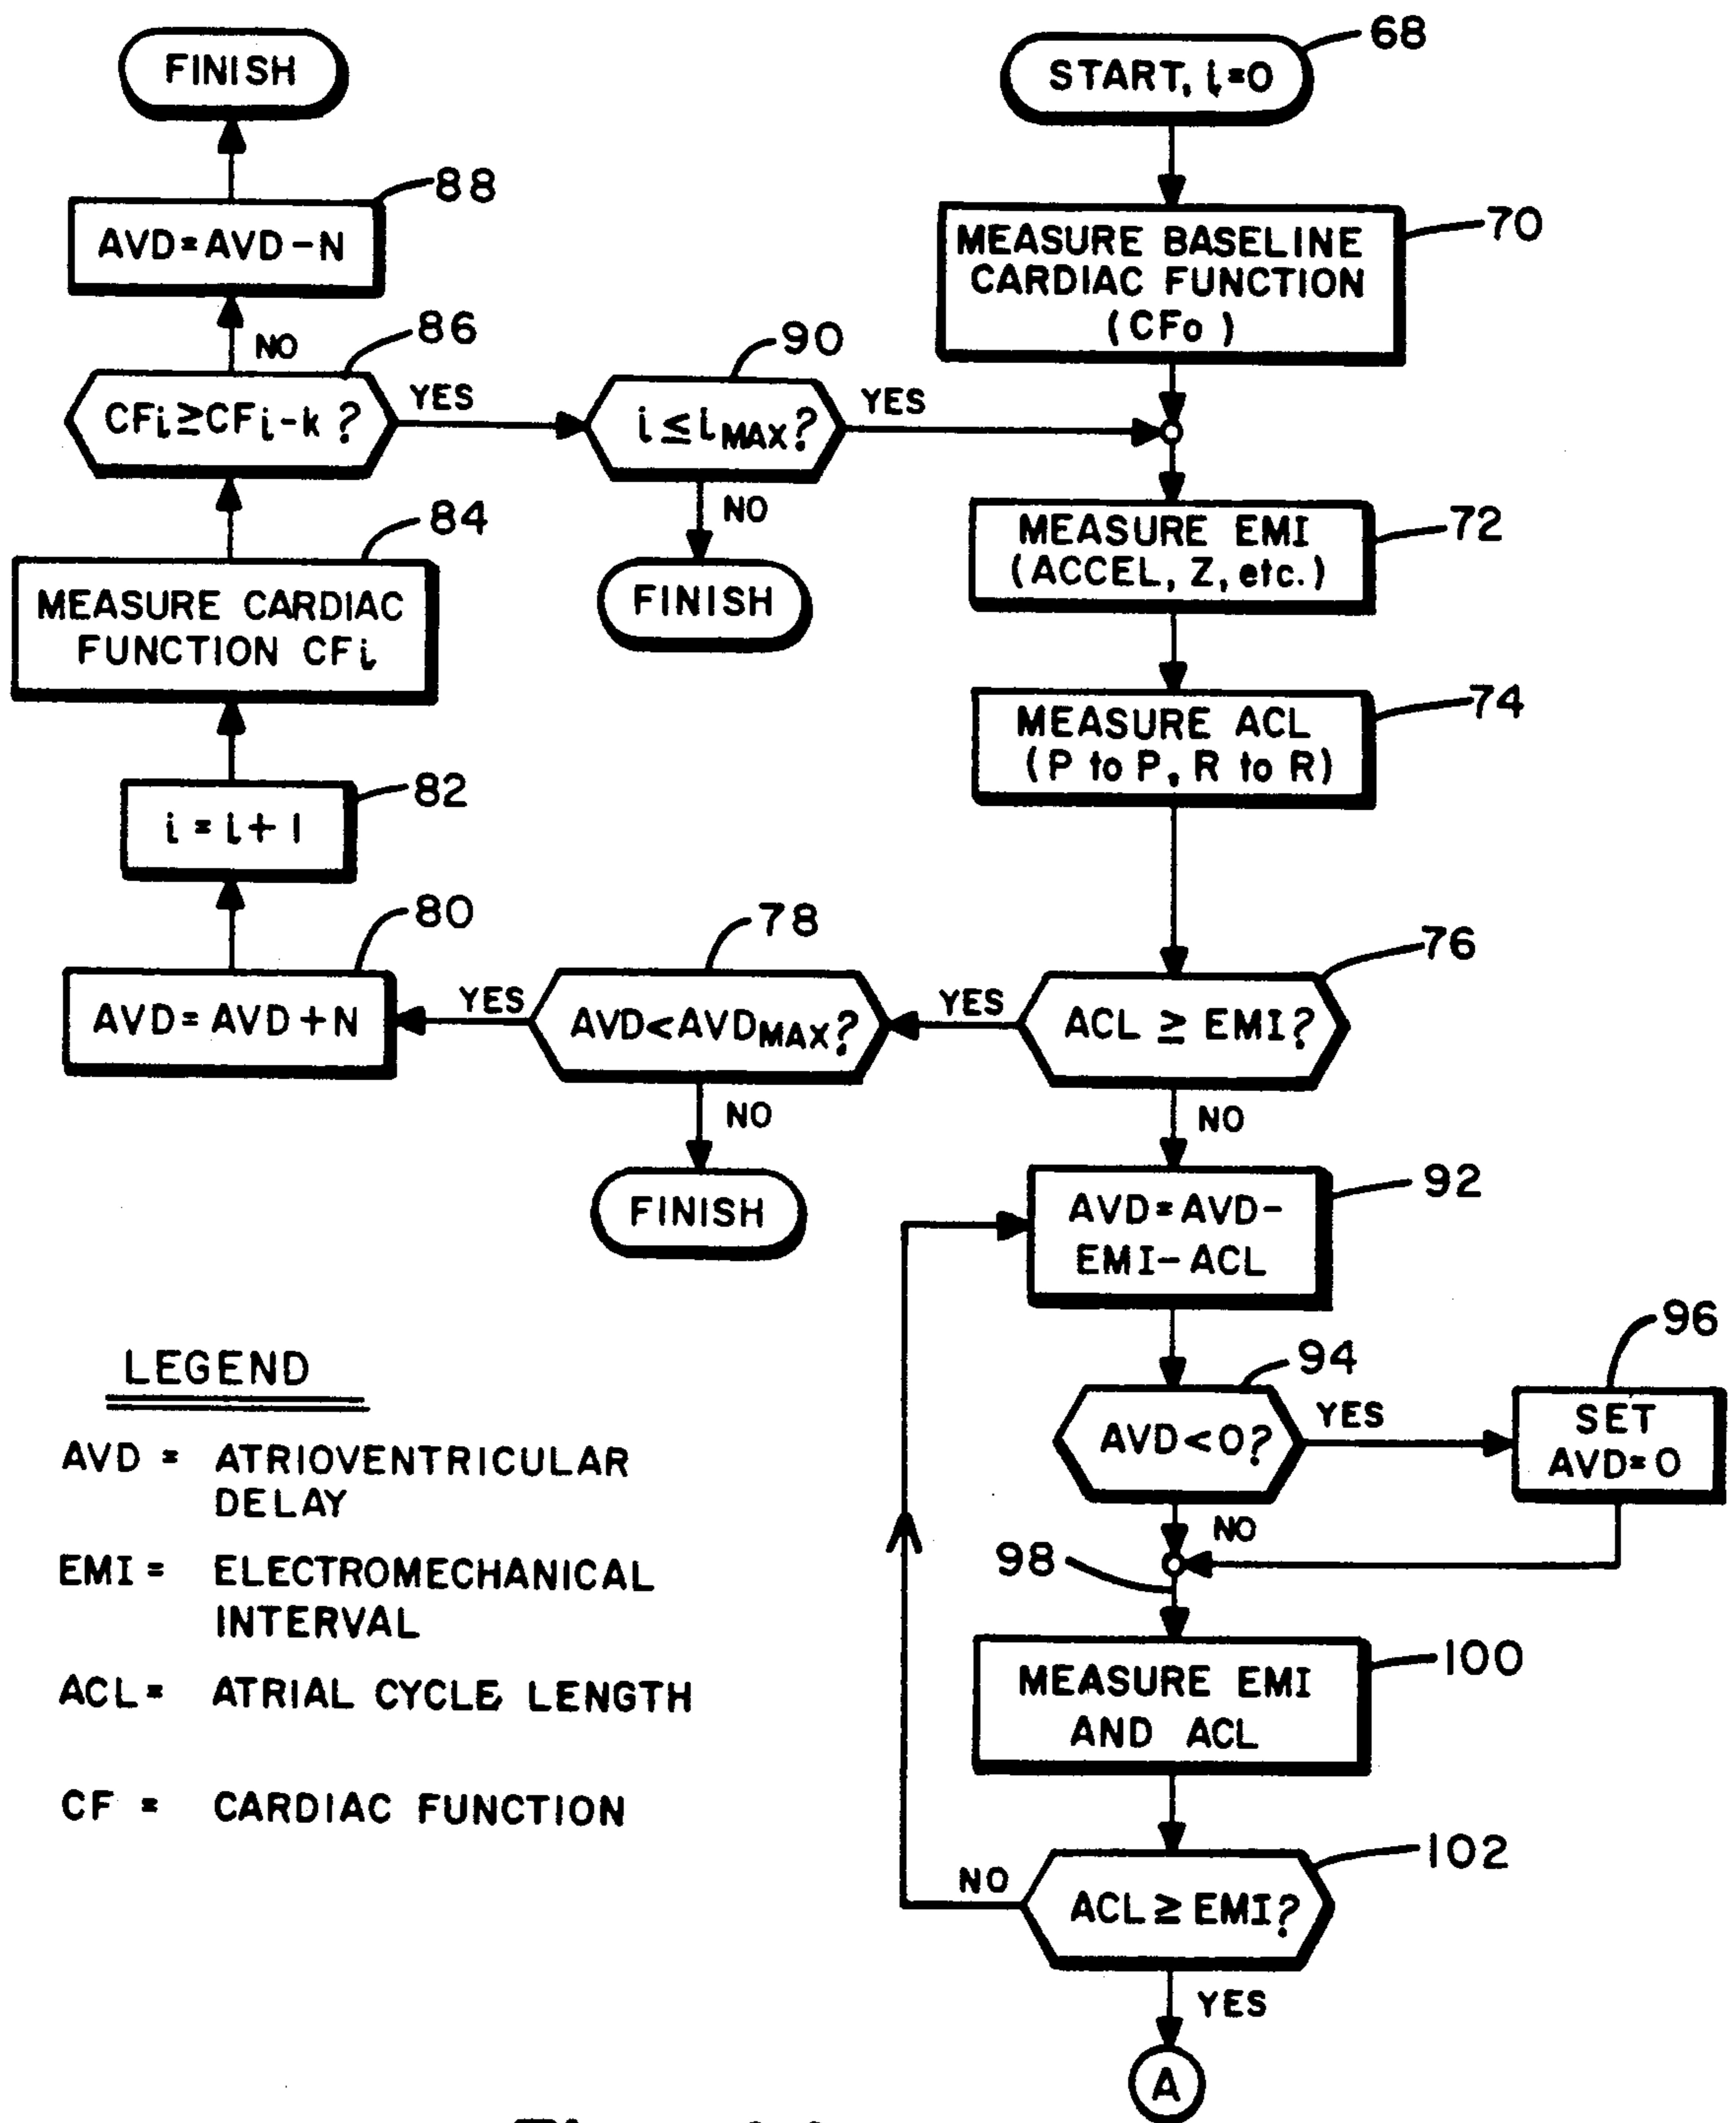 START, i=0
68
MEASURE BASELINE
CARDIAC FUNCTION
(CFo)
70
MEASURE EMI
(ACCEL, Z, etc.)
72
MEASURE ACL
(P to P, R to R)
74
ACL ≥ EMI?
76
YES
NO
AVD<AVDMAX?
78
YES
NO
FINISH
AVD=AVD+N
80
i=i+1
82
MEASURE CARDIAC
FUNCTION CFi
84
CFi≥CFi-k?
86
NO
YES
AVD=AVD-N
88
FINISH
i≤iMAX?
90
YES
NO
FINISH
AVD=AVD-
EMI-ACL
92
AVD<0?
94
YES
NO
SET
AVD=0
96
98
MEASURE EMI
AND ACL
100
ACL≥EMI?
102
NO
YES
A
LEGEND
AVD = ATRIOVENTRICULAR
DELAY
EMI = ELECTROMECHANICAL
INTERVAL
ACL= ATRIAL CYCLE LENGTH
CF = CARDIAC FUNCTION